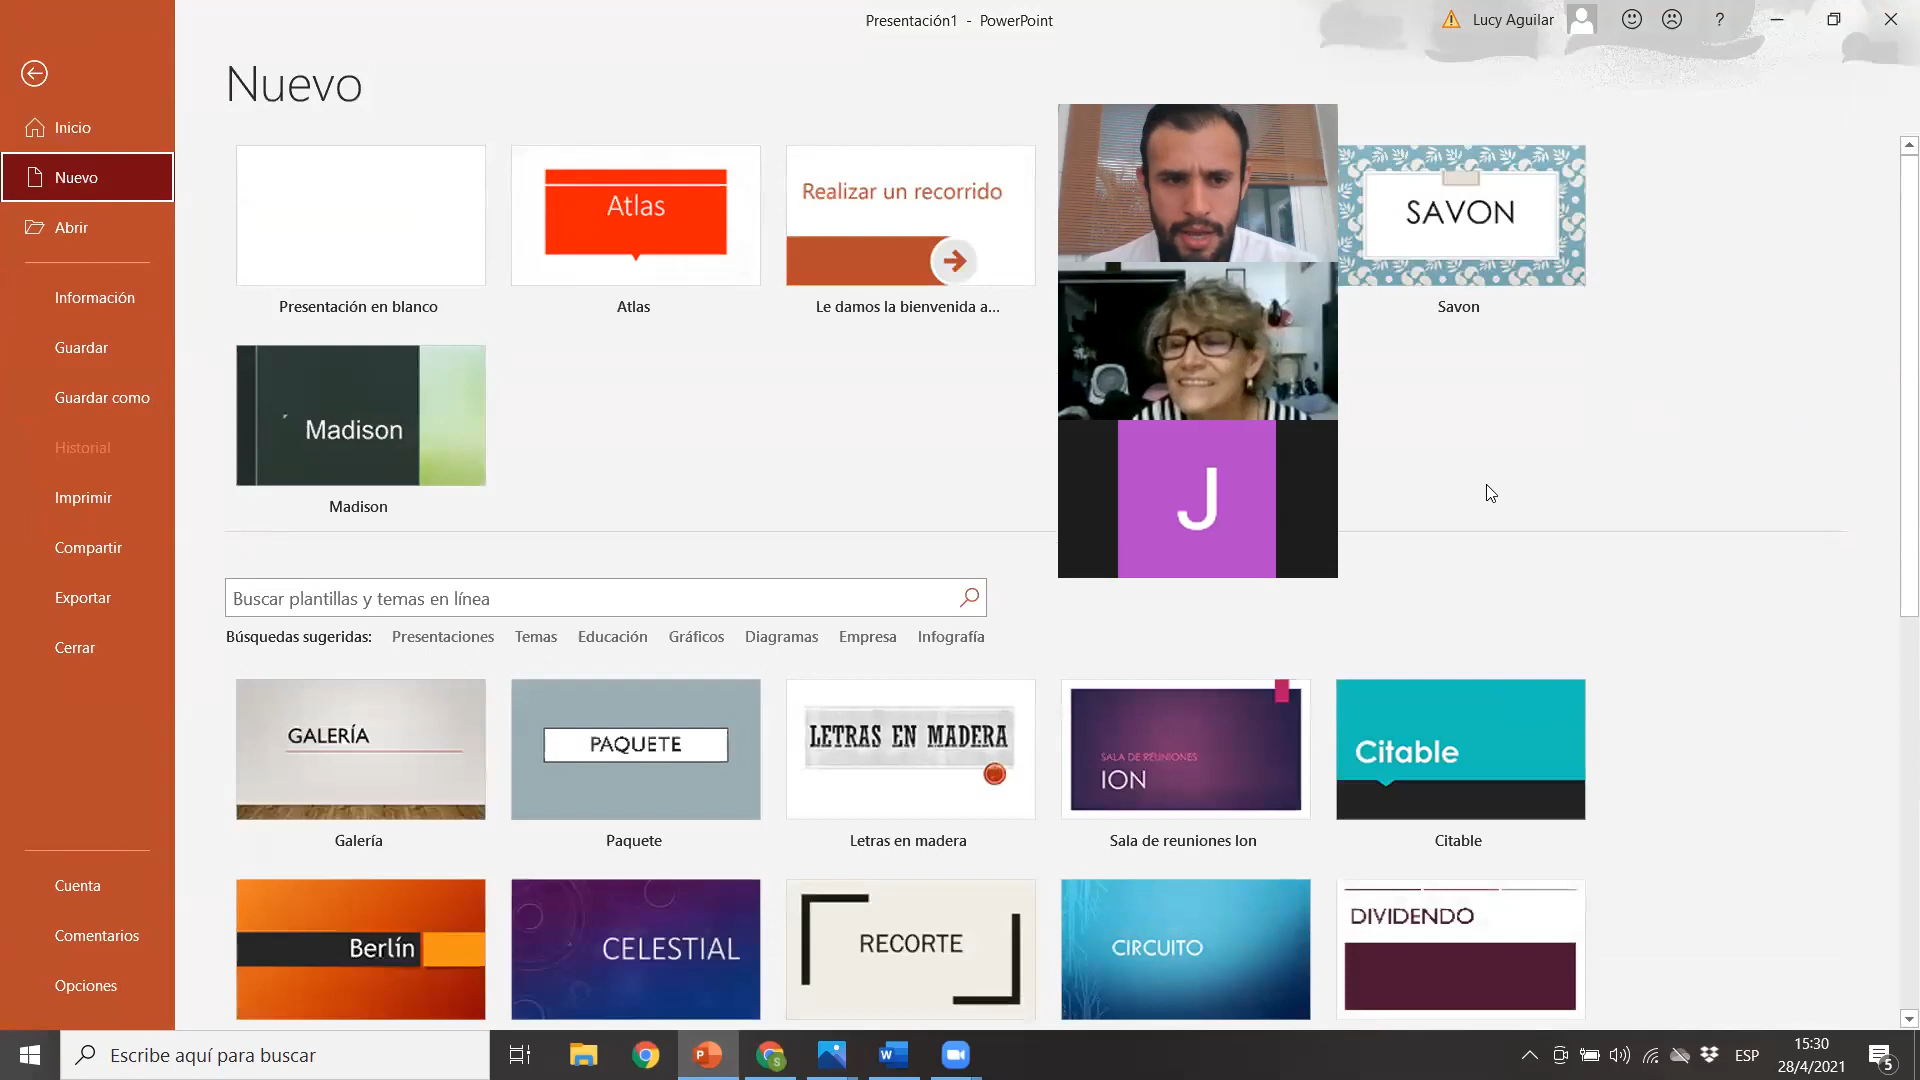 Presentación1 - PowerPoint
Lucy Aguilar
?
Nuevo
Inicio
Nuevo
Abrir
Información
Guardar
Guardar como
Historial
Imprimir
Compartir
Exportar
Cerrar
Cuenta
Comentarios
Opciones
Presentación en blanco
Atlas
Atlas
Realizar un recorrido
Le damos la bienvenida a...
SAVON
Savon
Madison
Madison
J
Buscar plantillas y temas en línea
Búsquedas sugeridas: Presentaciones Temas Educación Gráficos Diagramas Empresa Infografía
GALERÍA
Galería
PAQUETE
Paquete
LETRAS EN MADERA
Letras en madera
SALA DE REUNIONES
ION
Sala de reuniones Ion
Citable
Citable
Berlín
CELESTIAL
RECORTE
CIRCUITO
DIVIDENDO
Escribe aquí para buscar
ESP
15:30
28/4/2021
5